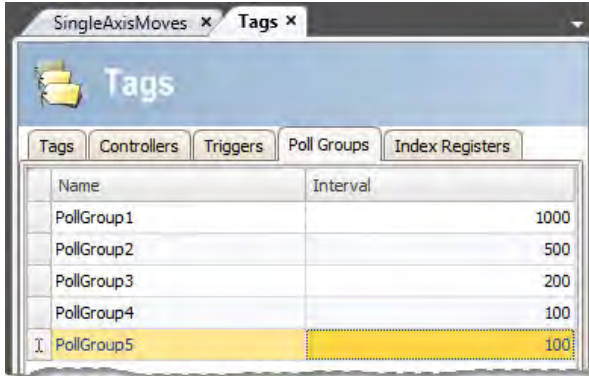 SingleAxisMoves × Tags ×
Tags
Tags Controllers Triggers Poll Groups Index Registers
Name Interval
PollGroup1 1000
PollGroup2 500
PollGroup3 200
PollGroup4 100
PollGroup5 100